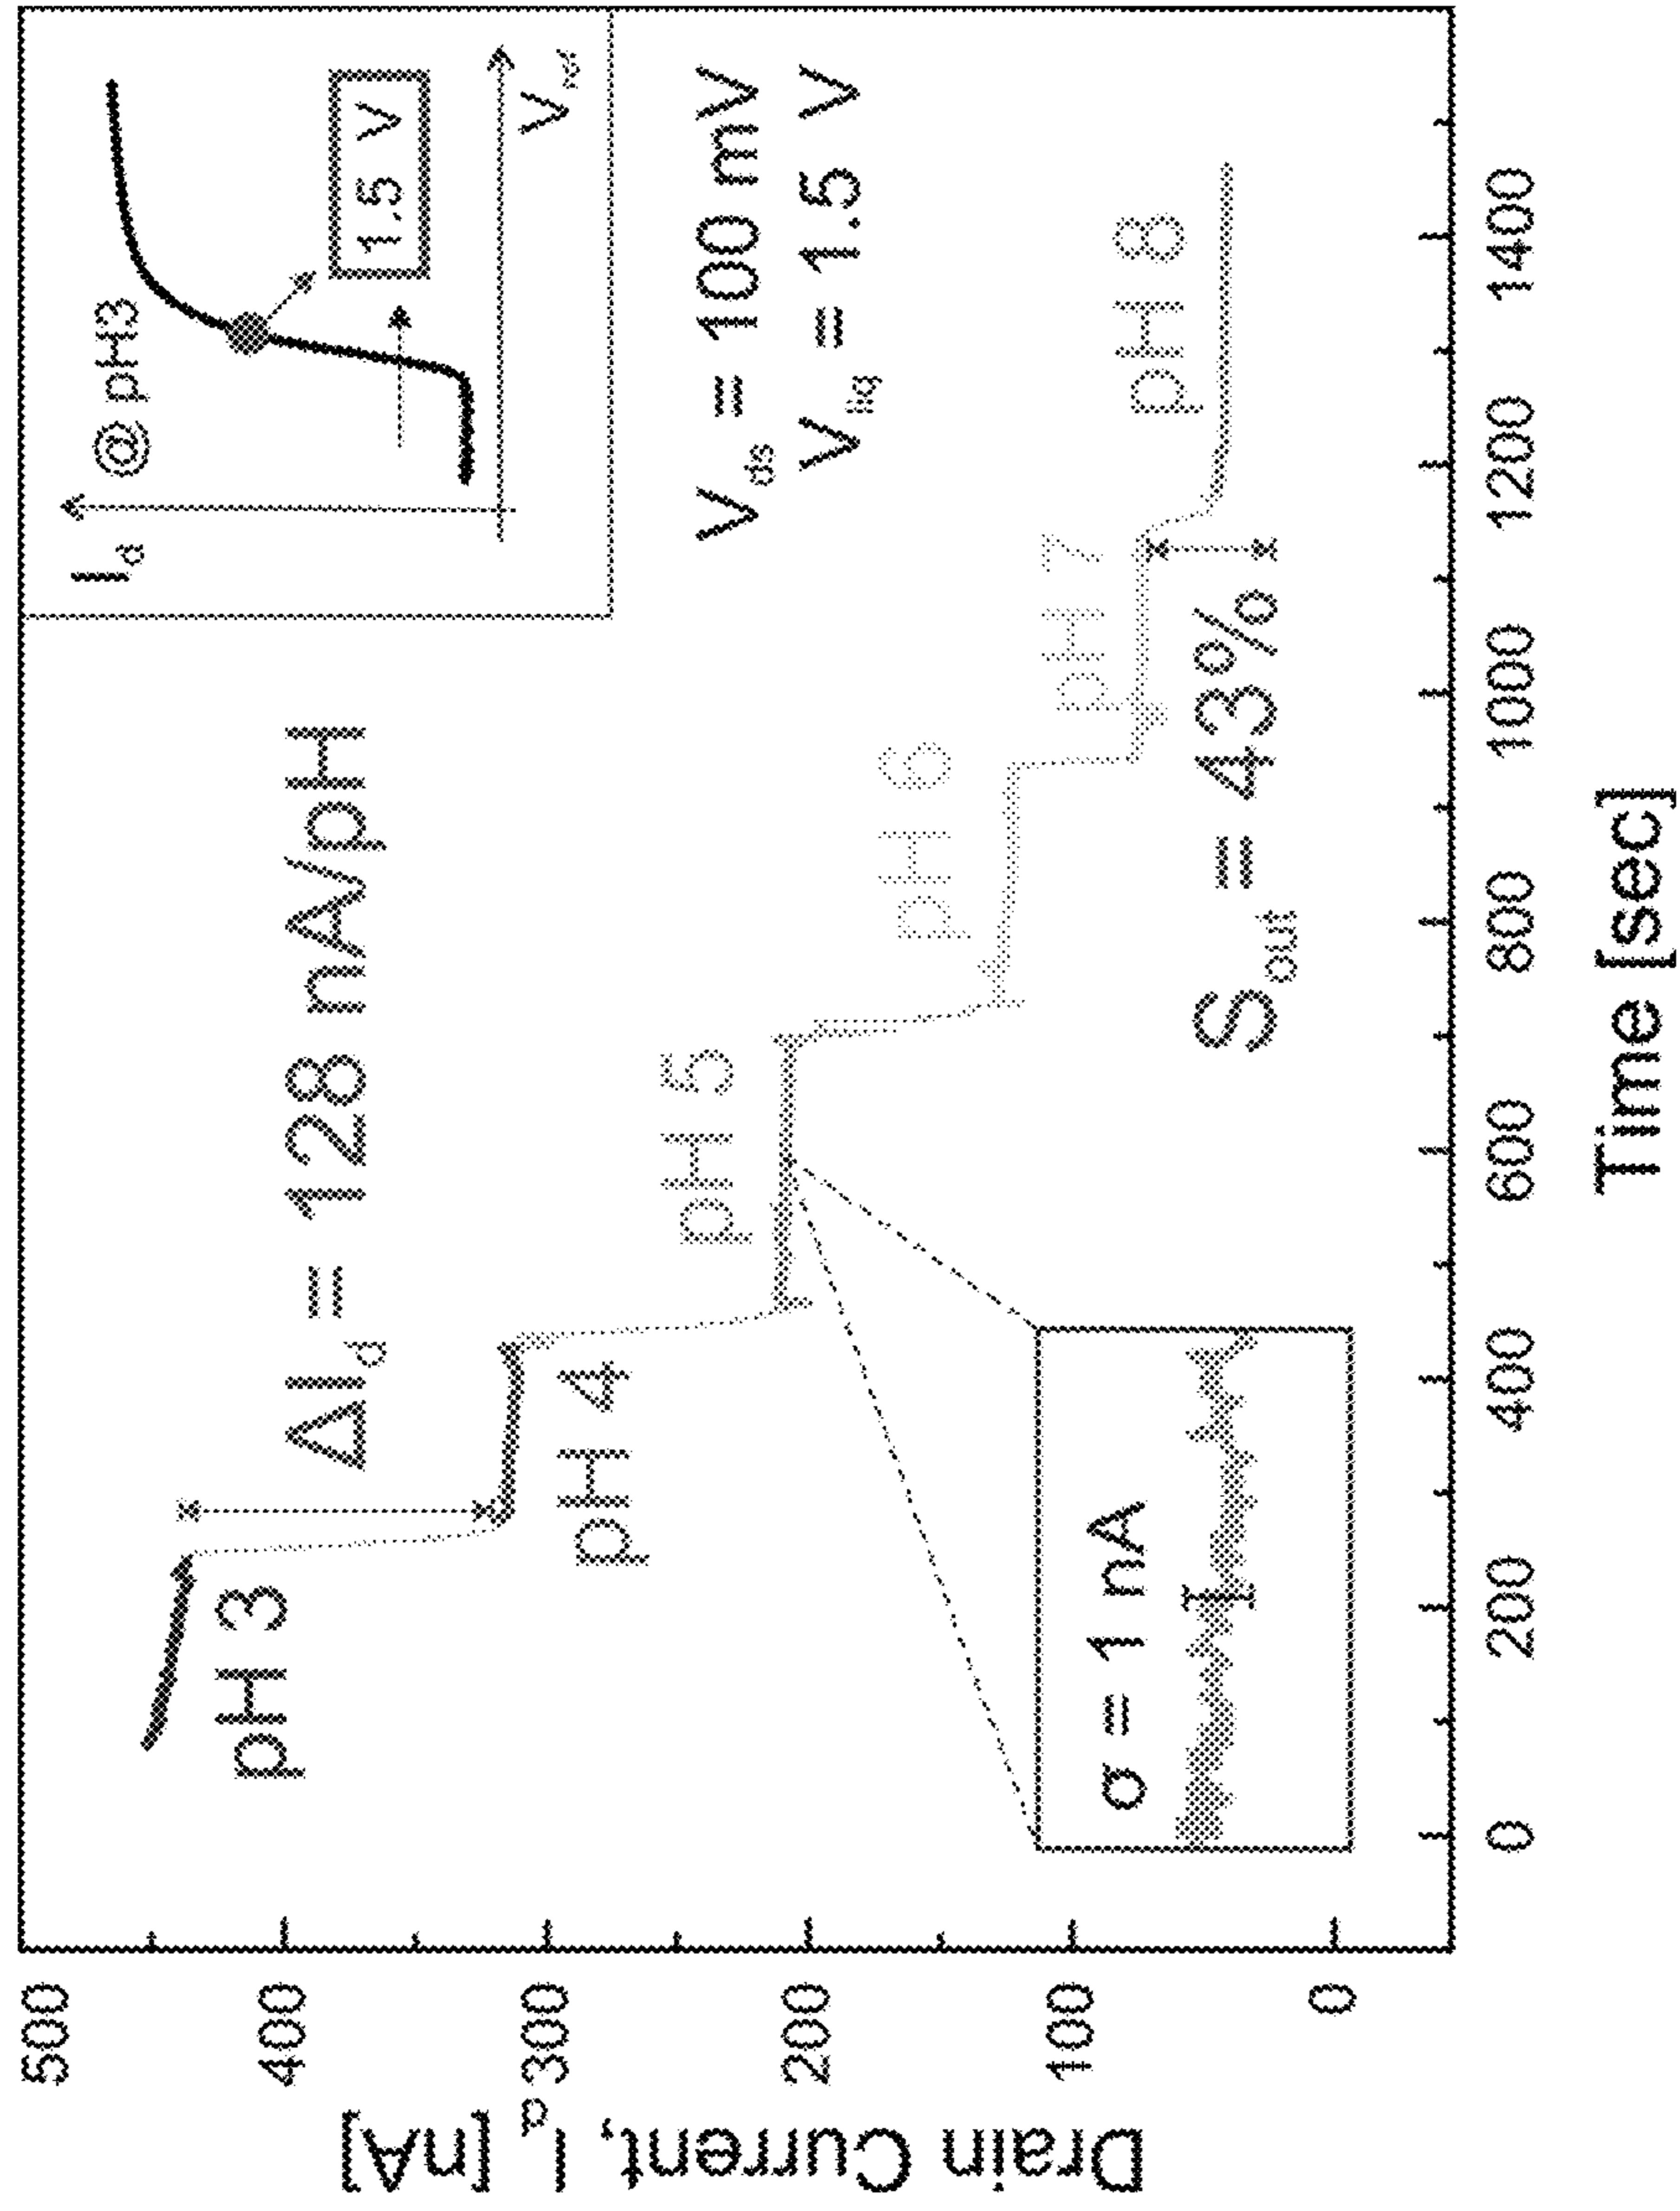 Drain Current, I_d [nA]
500
400
300
200
100
0
pH 3
ΔI_d = 128 nA/pH
pH 4
pH 5
pH 6
pH 7
pH 8
I_d
@ pH3
1.5 V
V_ref
V_ds = 100 mV
V_liq = 1.5 V
σ = 1 nA
S_out = 43%
0
200
400
600
800
1000
1200
1400
Time [sec]